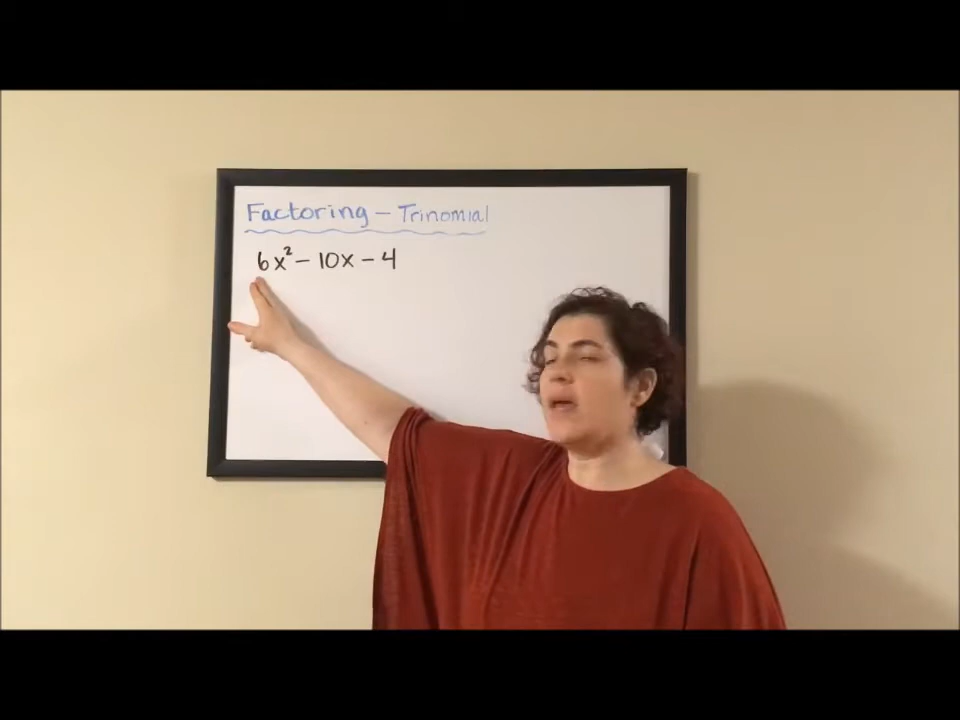 Factoring - Trinomial
6x² - 10x - 4